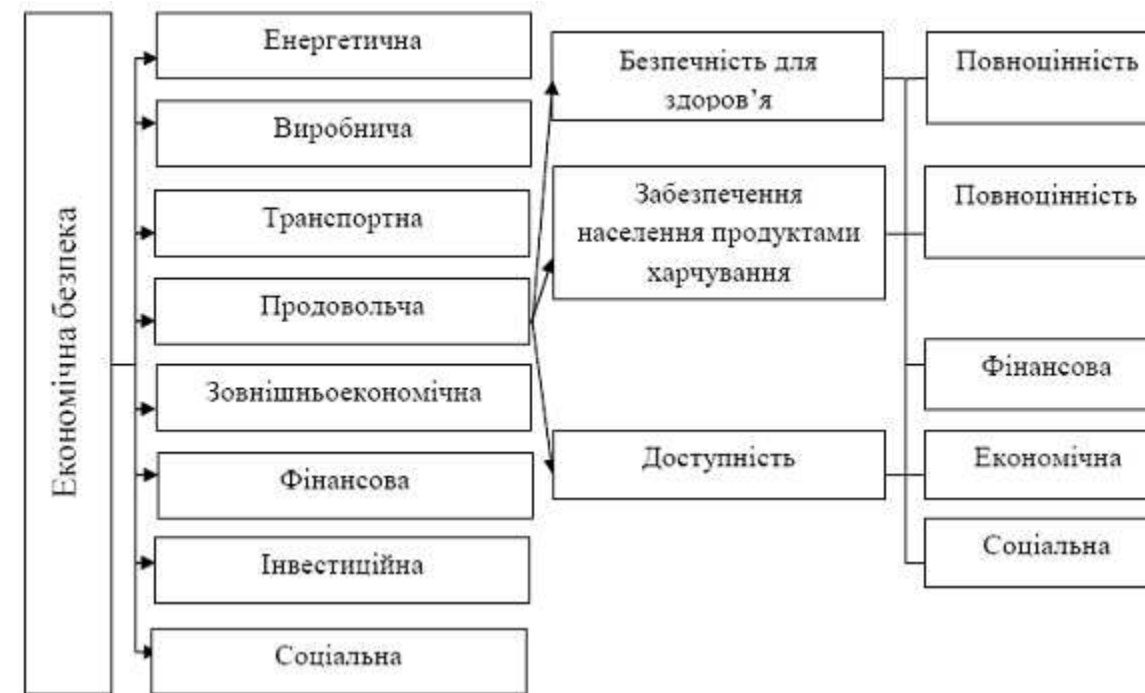 Економічна безпека
Енергетична
Виробнича
Транспортна
Продовольча
Зовнішньоекономічна
Фінансова
Інвестиційна
Соціальна
Безпечність для
здоров’я
Забезпечення
населення продуктами
харчування
Доступність
Повноцінність
Повноцінність
Фінансова
Економічна
Соціальна